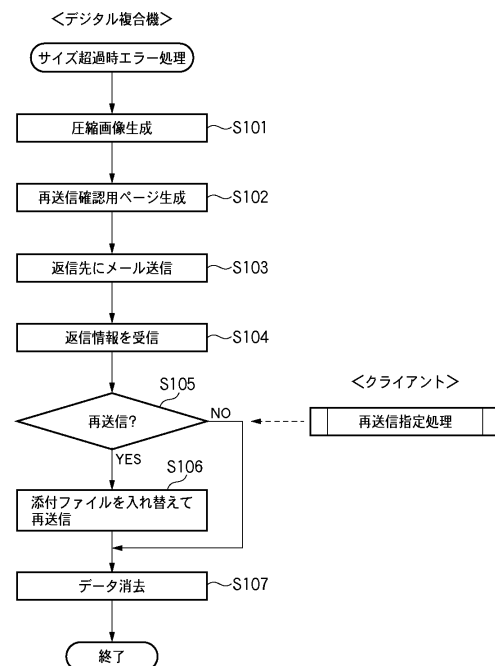 ＜デジタル複合機＞
サイズ超過時エラー処理
圧縮画像生成
S101
再送信確認用ページ生成
S102
返信先にメール送信
S103
返信情報を受信
S104
S105
＜クライアント＞
再送信?
NO
再送信指定処理
YES
S106
添付ファイルを入れ替えて
再送信
データ消去
S107
終了